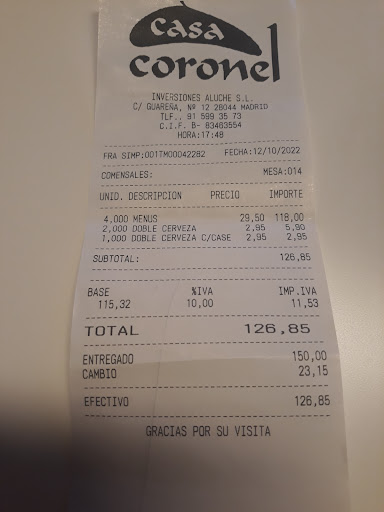 casa
coronel
INVERSIONES ALUCHE S.L.
C/ GUAREÑA, Nº 12 28044 MADRID
TLF.. 91 599 35 73
C.I.F. B- 83463554
HORA:17:48
FRA SIMP:001TM00042282 FECHA:12/10/2022
COMENSALES: MESA:014
UNID. DESCRIPCION PRECIO IMPORTE
4,000 MENUS 29,50 118,00
2,000 DOBLE CERVEZA 2,95 5,90
1,000 DOBLE CERVEZA C/CASE 2,95 2,95
SUBTOTAL: 126,85
BASE %IVA IMP.IVA
115,32 10,00 11,53
TOTAL 126,85
ENTREGADO 150,00
CAMBIO 23,15
EFECTIVO 126,85
GRACIAS POR SU VISITA